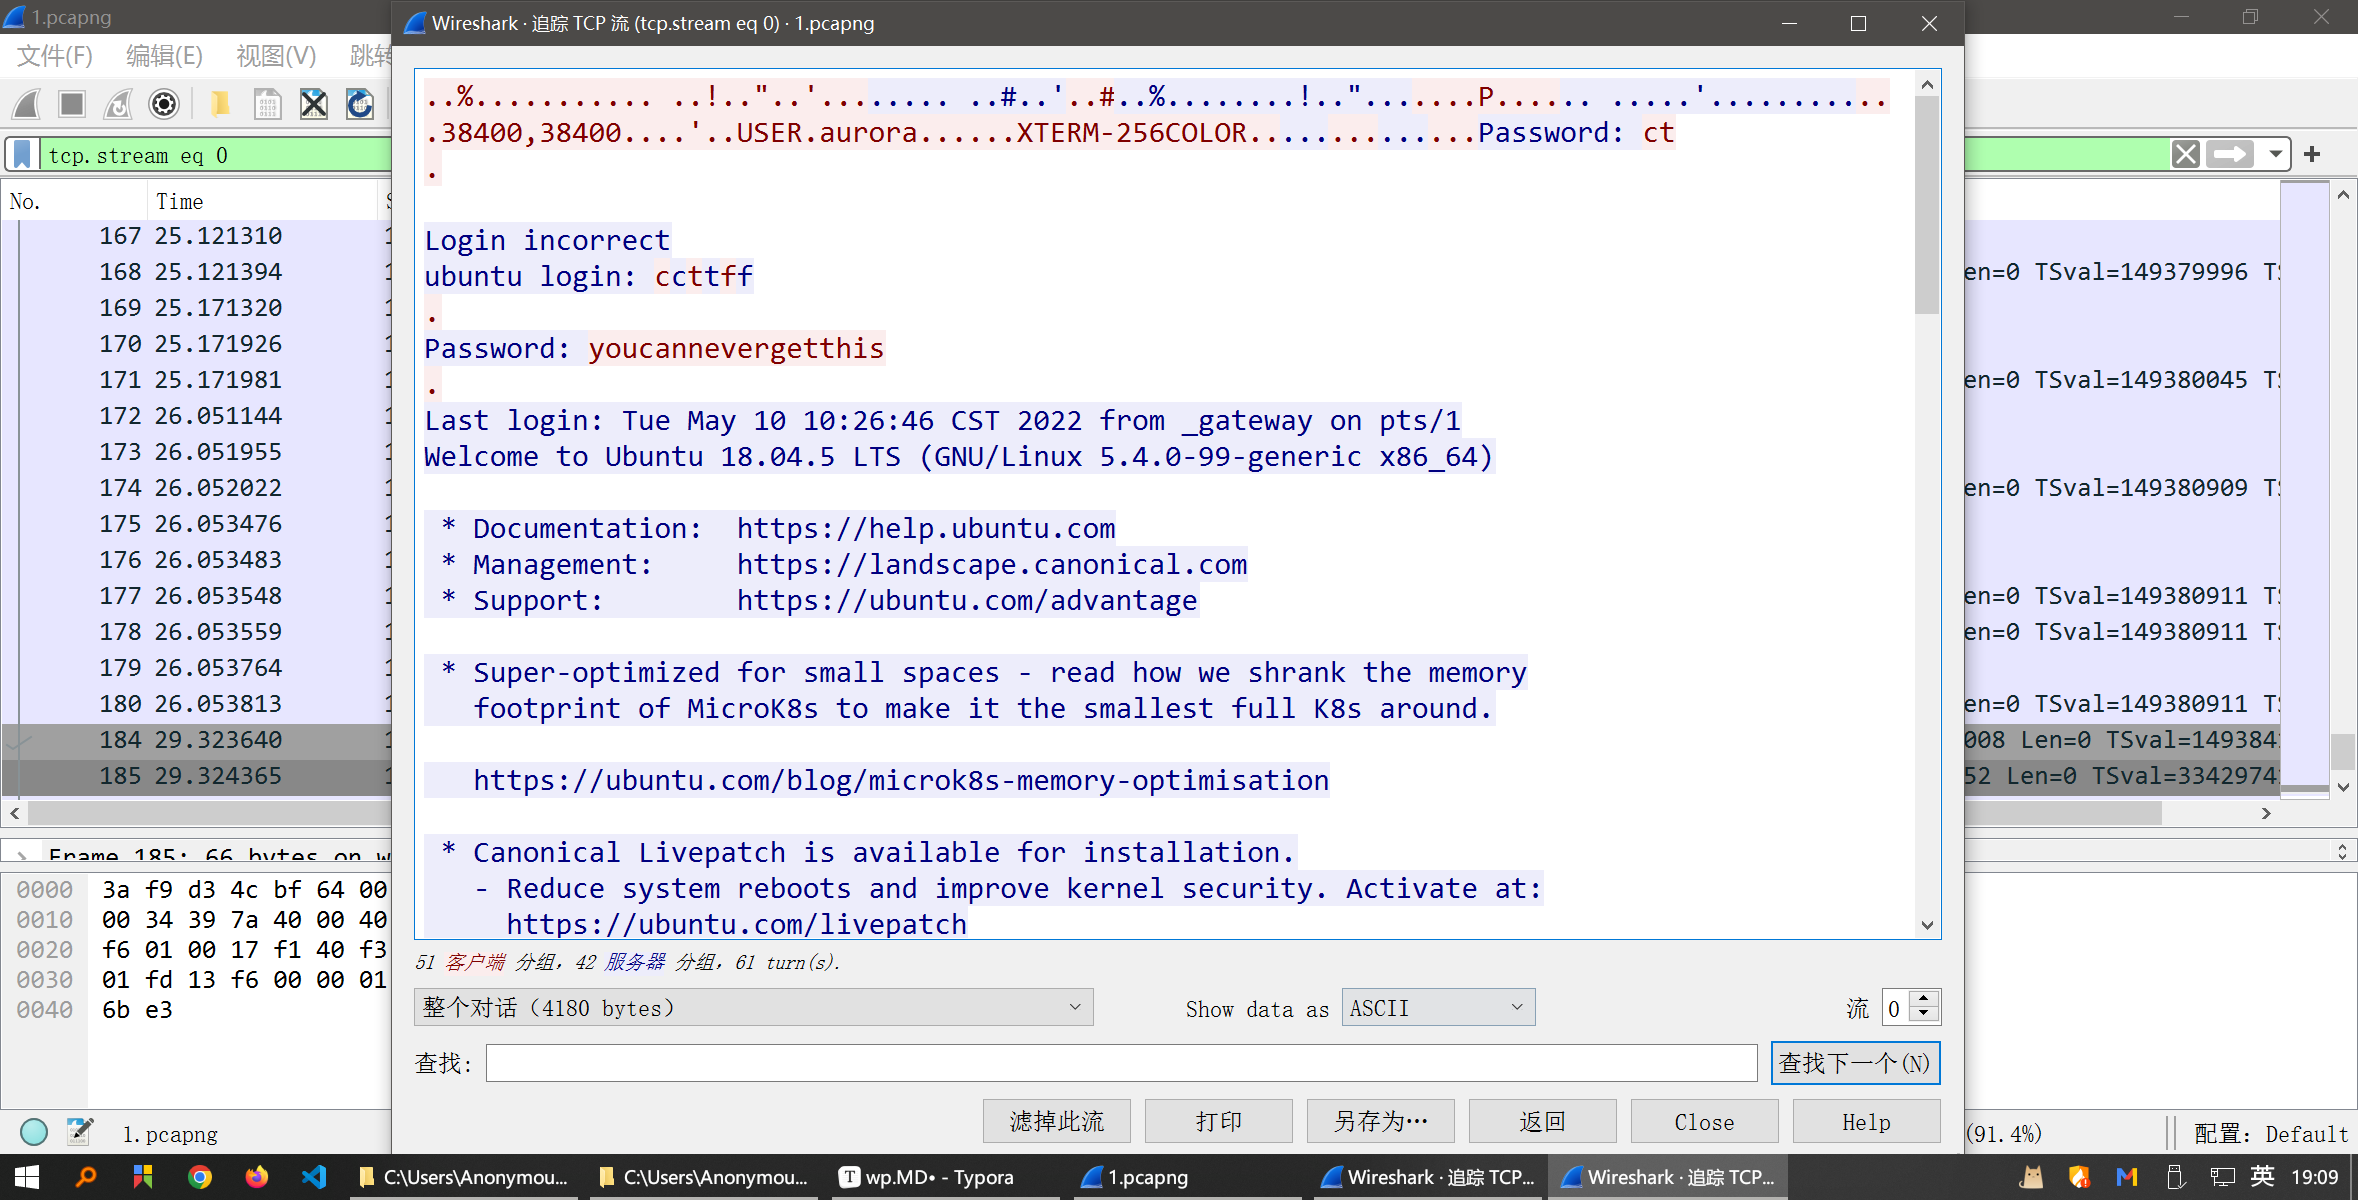 1.pcapng
文件(F) 编辑(E) 视图(V) 跳转
tcp.stream eq 0
No. Time
167 25.121310
168 25.121394
169 25.171320
170 25.171926
171 25.171981
172 26.051144
173 26.051955
174 26.052022
175 26.053476
176 26.053483
177 26.053548
178 26.053559
179 26.053764
180 26.053813
184 29.323640
185 29.324365
Frame 185: 66 bytes on w
0000 3a f9 d3 4c bf 64 00
0010 00 34 39 7a 40 00 40
0020 f6 01 00 17 f1 40 f3
0030 01 fd 13 f6 00 00 01
0040 6b e3
1.pcapng
Wireshark · 追踪 TCP 流 (tcp.stream eq 0) · 1.pcapng
..%........... ..!.."..'........ ..#..'..#..%........!..".......P...... .....'...........
.38400,38400....'..USER.aurora......XTERM-256COLOR..............Password: ct
.
Login incorrect
ubuntu login: ccttff
.
Password: youcannevergetthis
.
Last login: Tue May 10 10:26:46 CST 2022 from _gateway on pts/1
Welcome to Ubuntu 18.04.5 LTS (GNU/Linux 5.4.0-99-generic x86_64)
* Documentation:  https://help.ubuntu.com
* Management:     https://landscape.canonical.com
* Support:        https://ubuntu.com/advantage
* Super-optimized for small spaces - read how we shrank the memory
footprint of MicroK8s to make it the smallest full K8s around.
https://ubuntu.com/blog/microk8s-memory-optimisation
* Canonical Livepatch is available for installation.
- Reduce system reboots and improve kernel security. Activate at:
https://ubuntu.com/livepatch
51 客户端 分组，42 服务器 分组，61 turn(s).
整个对话（4180 bytes）
Show data as ASCII
流 0
查找:
查找下一个(N)
滤掉此流 打印 另存为… 返回 Close Help
en=0 TSval=149379996 TS
en=0 TSval=149380045 TS
en=0 TSval=149380909 TS
en=0 TSval=149380911 TS
en=0 TSval=149380911 TS
en=0 TSval=149380911 TS
008 Len=0 TSval=149384
52 Len=0 TSval=3342974
(91.4%)
配置：Default
C:\Users\Anonymou...
C:\Users\Anonymou...
wp.MD• - Typora
1.pcapng
Wireshark · 追踪 TCP...
Wireshark · 追踪 TCP...
英
19:09